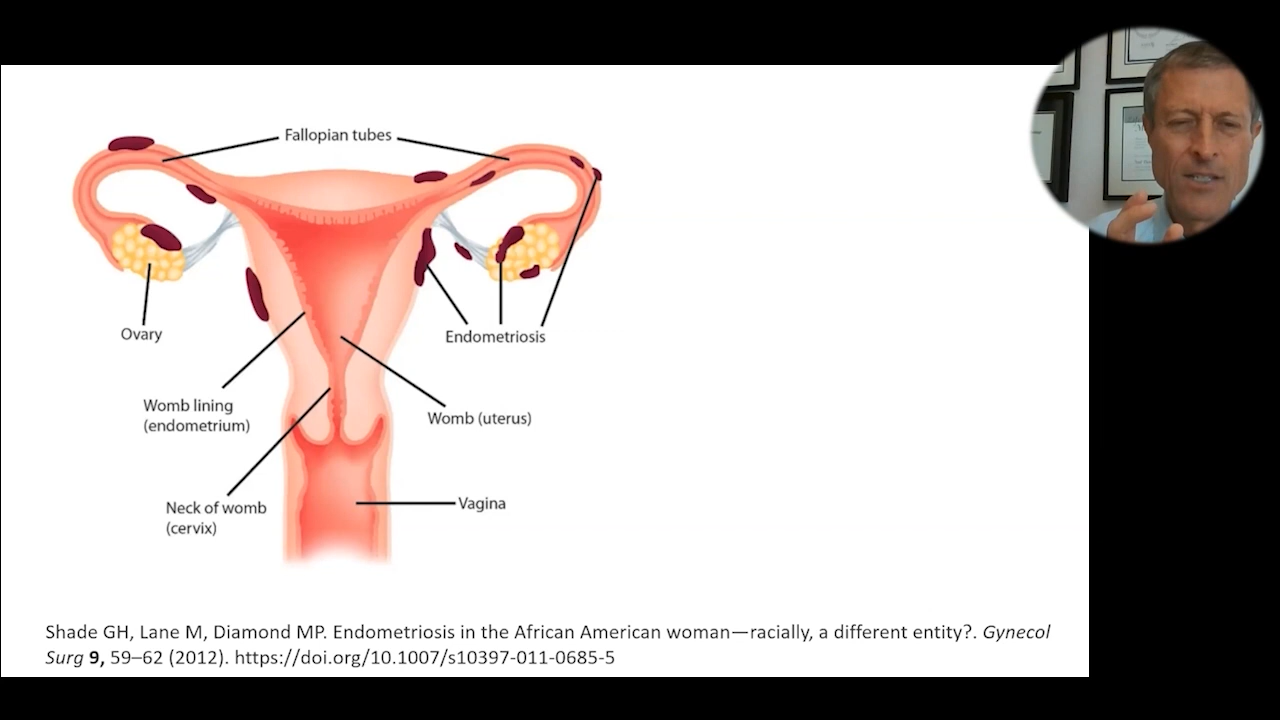 Fallopian tubes
Ovary
Endometriosis
Womb lining
(endometrium)
Womb (uterus)
Neck of womb
(cervix)
Vagina
Shade GH, Lane M, Diamond MP. Endometriosis in the African American woman—racially, a different entity?. Gynecol
Surg 9, 59–62 (2012). https://doi.org/10.1007/s10397-011-0685-5